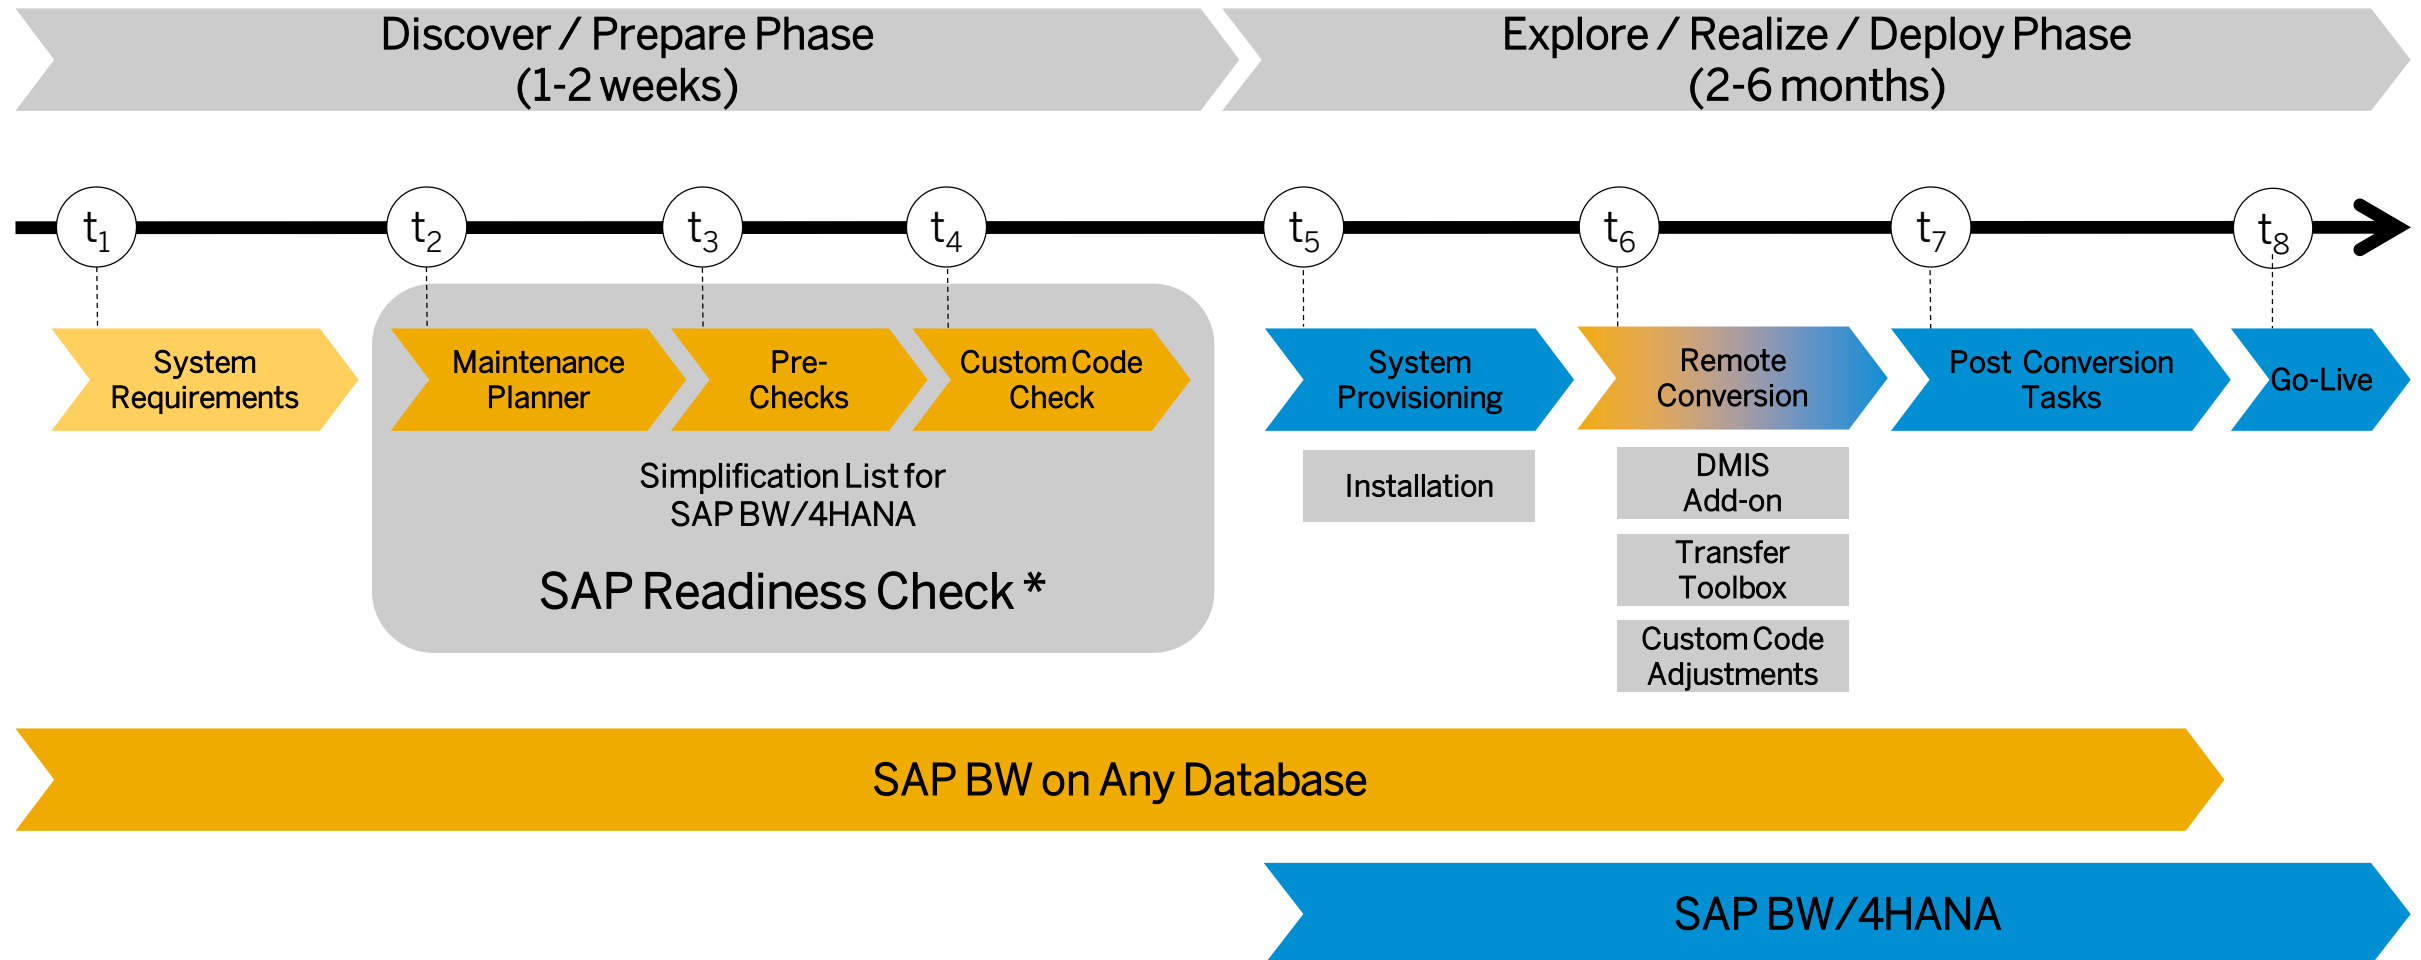 Discover / Prepare Phase
(1-2 weeks)
Explore / Realize / Deploy Phase
(2-6 months)
t1
t2
t3
t4
t5
t6
t7
t8
System
Requirements
Maintenance
Planner
Pre-
Checks
Custom Code
Check
System
Provisioning
Remote
Conversion
Post Conversion
Tasks
Go-Live
Simplification List for
SAP BW/4HANA
SAP Readiness Check *
Installation
DMIS
Add-on
Transfer
Toolbox
Custom Code
Adjustments
SAP BW on Any Database
SAP BW/4HANA